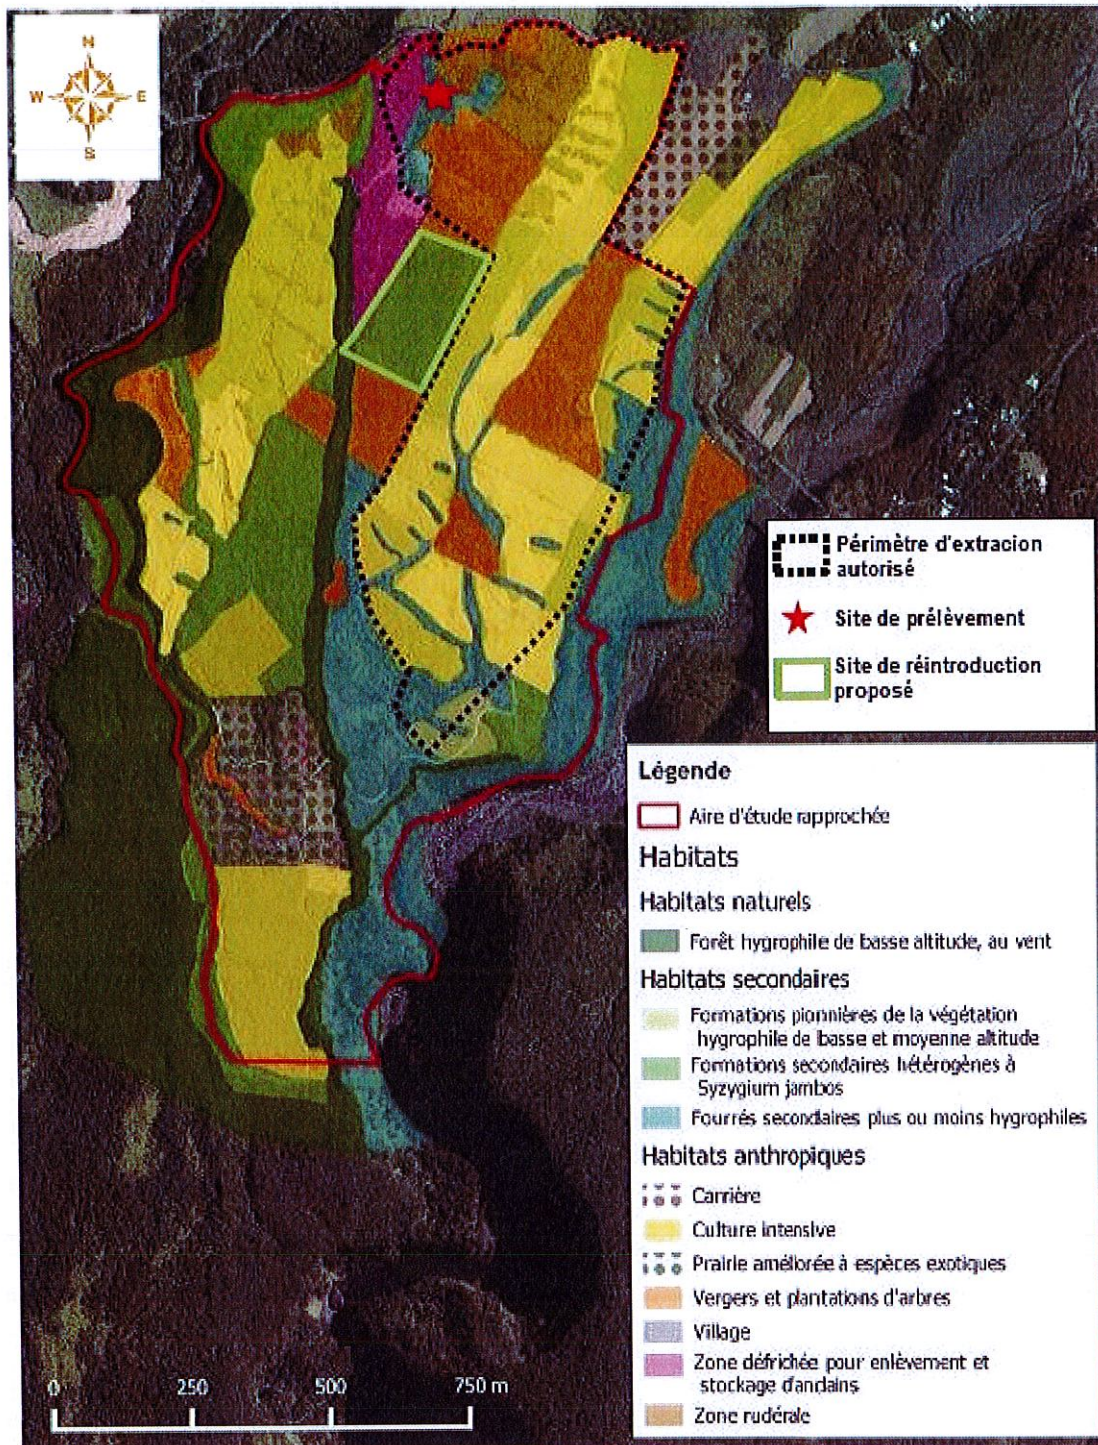 N
W E
S
Périmètre d'extracion
autorisé
Site de prélèvement
Site de réintroduction
proposé
Légende
Aire d'étude rapprochée
Habitats
Habitats naturels
Forêt hygrophile de basse altitude, au vent
Habitats secondaires
Formations pionnières de la végétation
hygrophile de basse et moyenne altitude
Formations secondaires hétérogènes à
Syzygium jambos
Fourrés secondaires plus ou moins hygrophiles
Habitats anthropiques
Carrière
Culture intensive
Prairie améliorée à espèces exotiques
Vergers et plantations d'arbres
Village
Zone défrichée pour enlèvement et
stockage d'andains
Zone rudérale
0 250 500 750 m